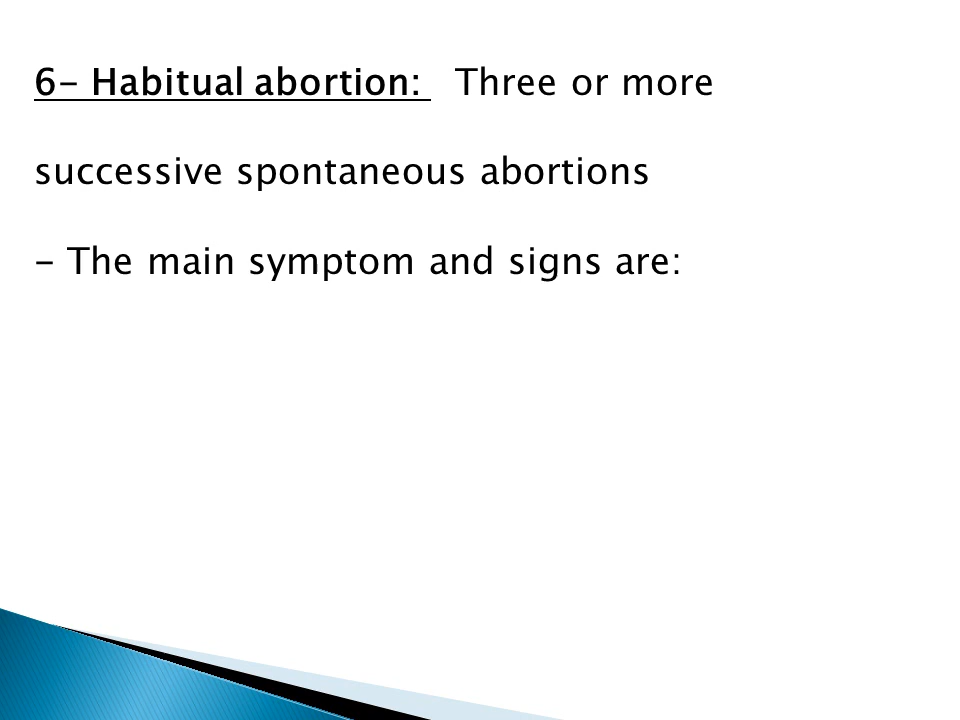 6- Habitual abortion:   Three or more
successive spontaneous abortions
- The main symptom and signs are: